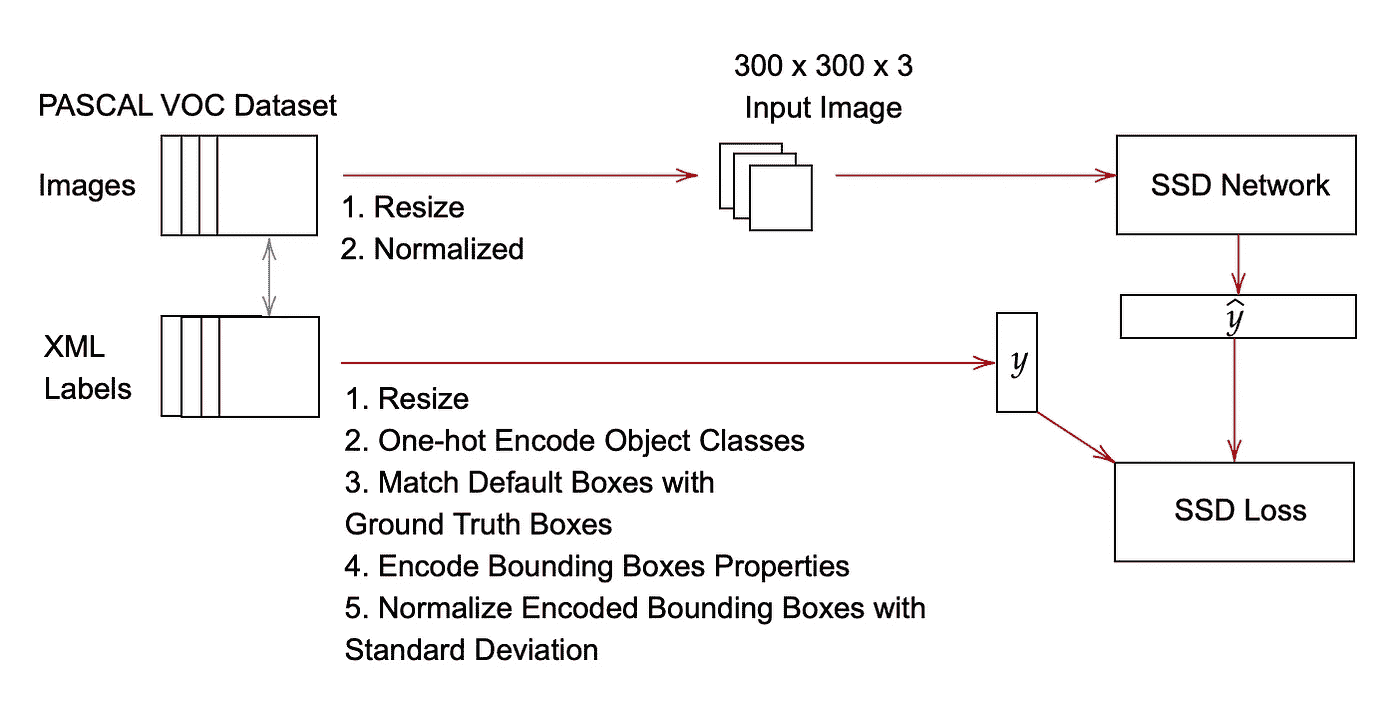 300 x 300 x 3
Input Image
PASCAL VOC Dataset
Images
1. Resize
2. Normalized
SSD Network
ŷ
XML
Labels
y
1. Resize
2. One-hot Encode Object Classes
3. Match Default Boxes with
Ground Truth Boxes
4. Encode Bounding Boxes Properties
5. Normalize Encoded Bounding Boxes with
Standard Deviation
SSD Loss